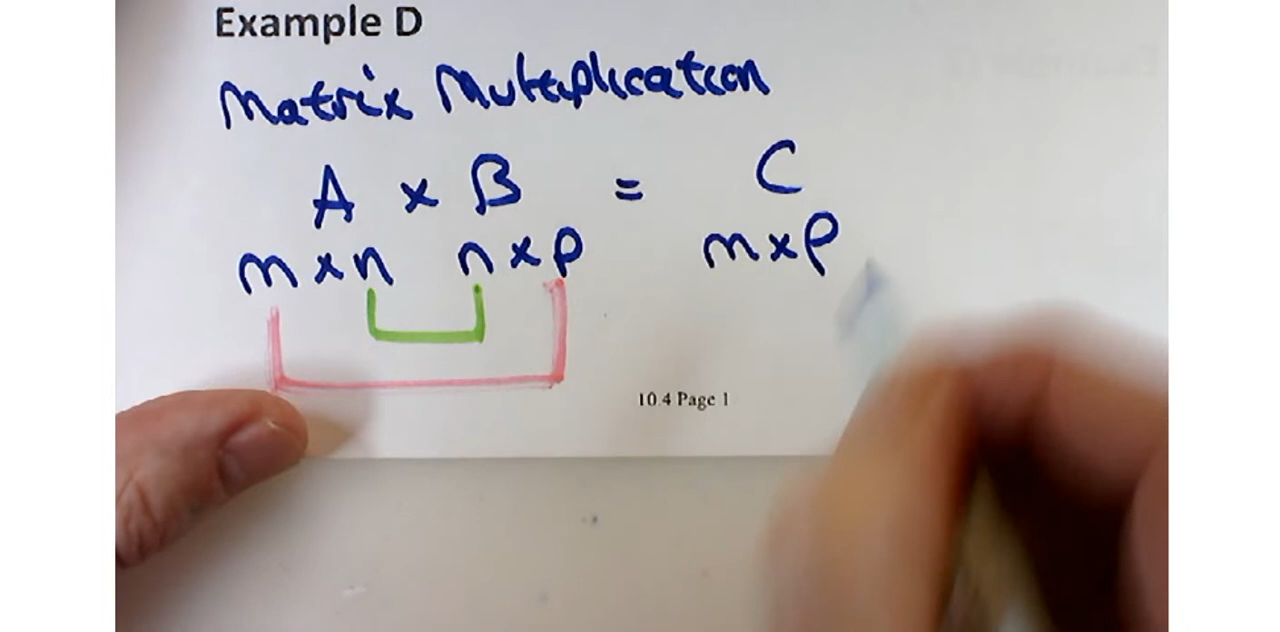 Example D
Matrix Multiplication
A × B = C
m × n n × p m × p
10.4 Page 1